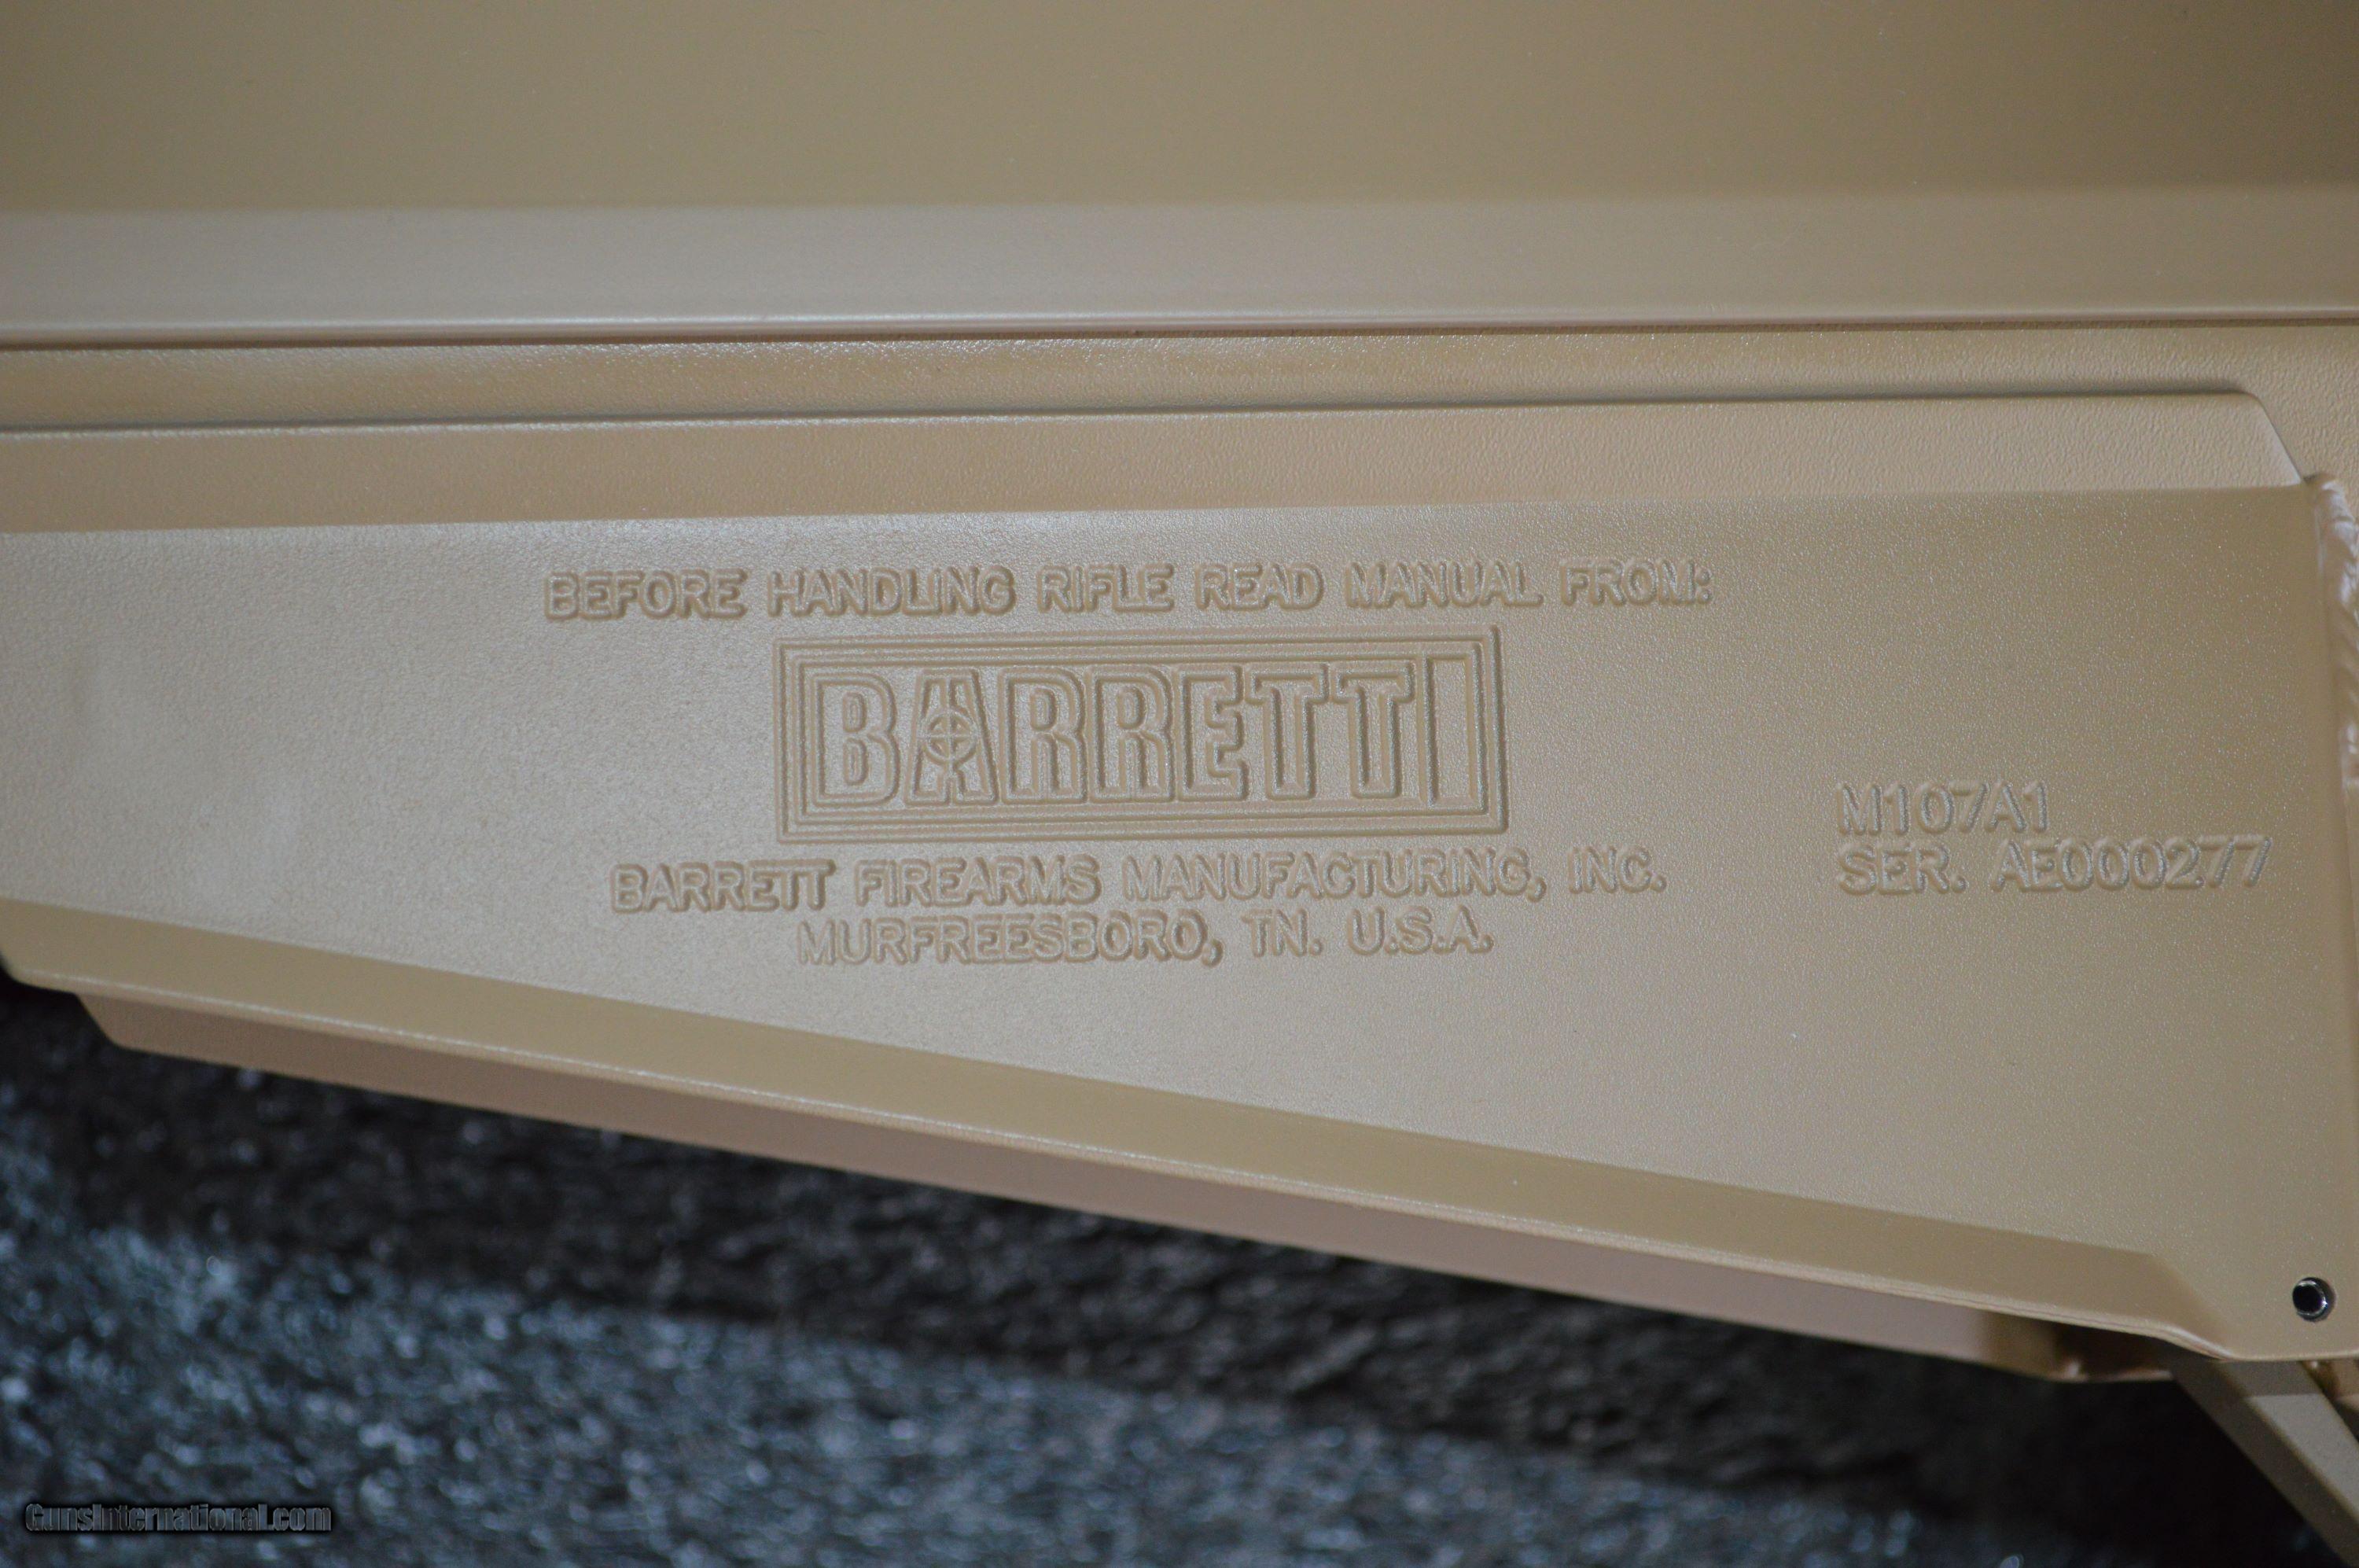 BEFORE HANDLING RIFLE READ MANUAL FROM:
BARRETT
BARRETT FIREARMS MANUFACTURING, INC.
MURFREESBORO, TN. U.S.A.
M107A1
SER. AE000277
GunsInternational.com